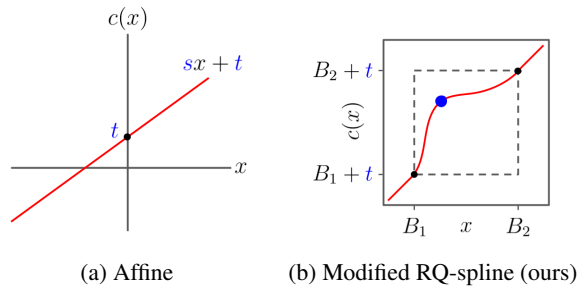 c(x)
sx + t
t
x
(a) Affine
B₂ + t
c(x)
B₁ + t
B₁
x
B₂
(b) Modified RQ-spline (ours)